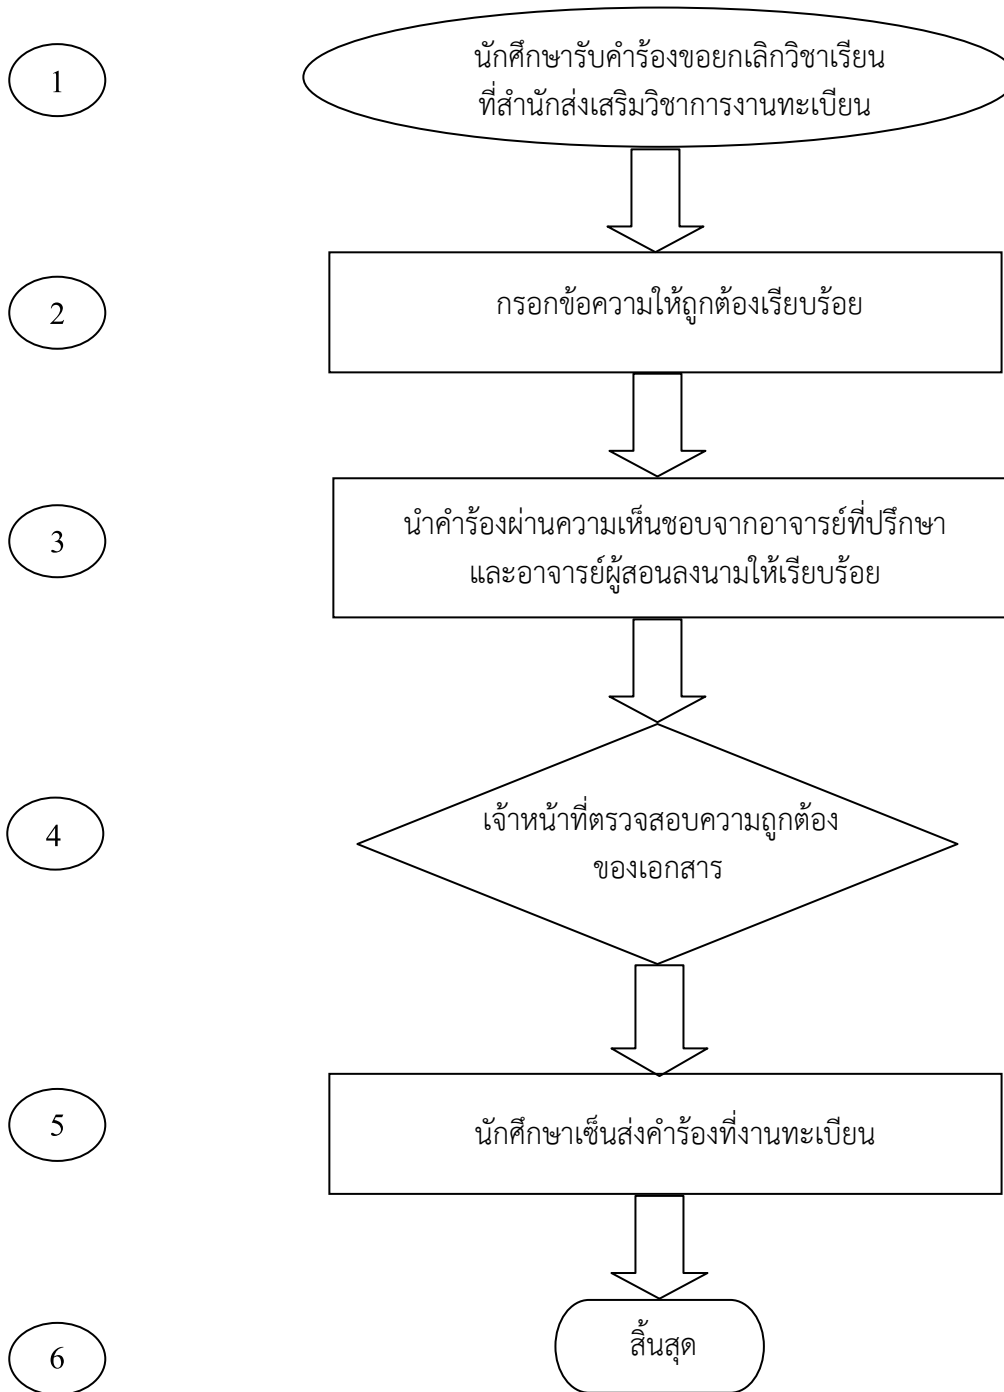 1
นักศึกษารับคำร้องขอยกเลิกวิชาเรียน
ที่สำนักส่งเสริมวิชาการงานทะเบียน
2
กรอกข้อความให้ถูกต้องเรียบร้อย
3
นำคำร้องผ่านความเห็นชอบจากอาจารย์ที่ปรึกษา
และอาจารย์ผู้สอนลงนามให้เรียบร้อย
4
เจ้าหน้าที่ตรวจสอบความถูกต้อง
ของเอกสาร
5
นักศึกษาเซ็นส่งคำร้องที่งานทะเบียน
6
สิ้นสุด